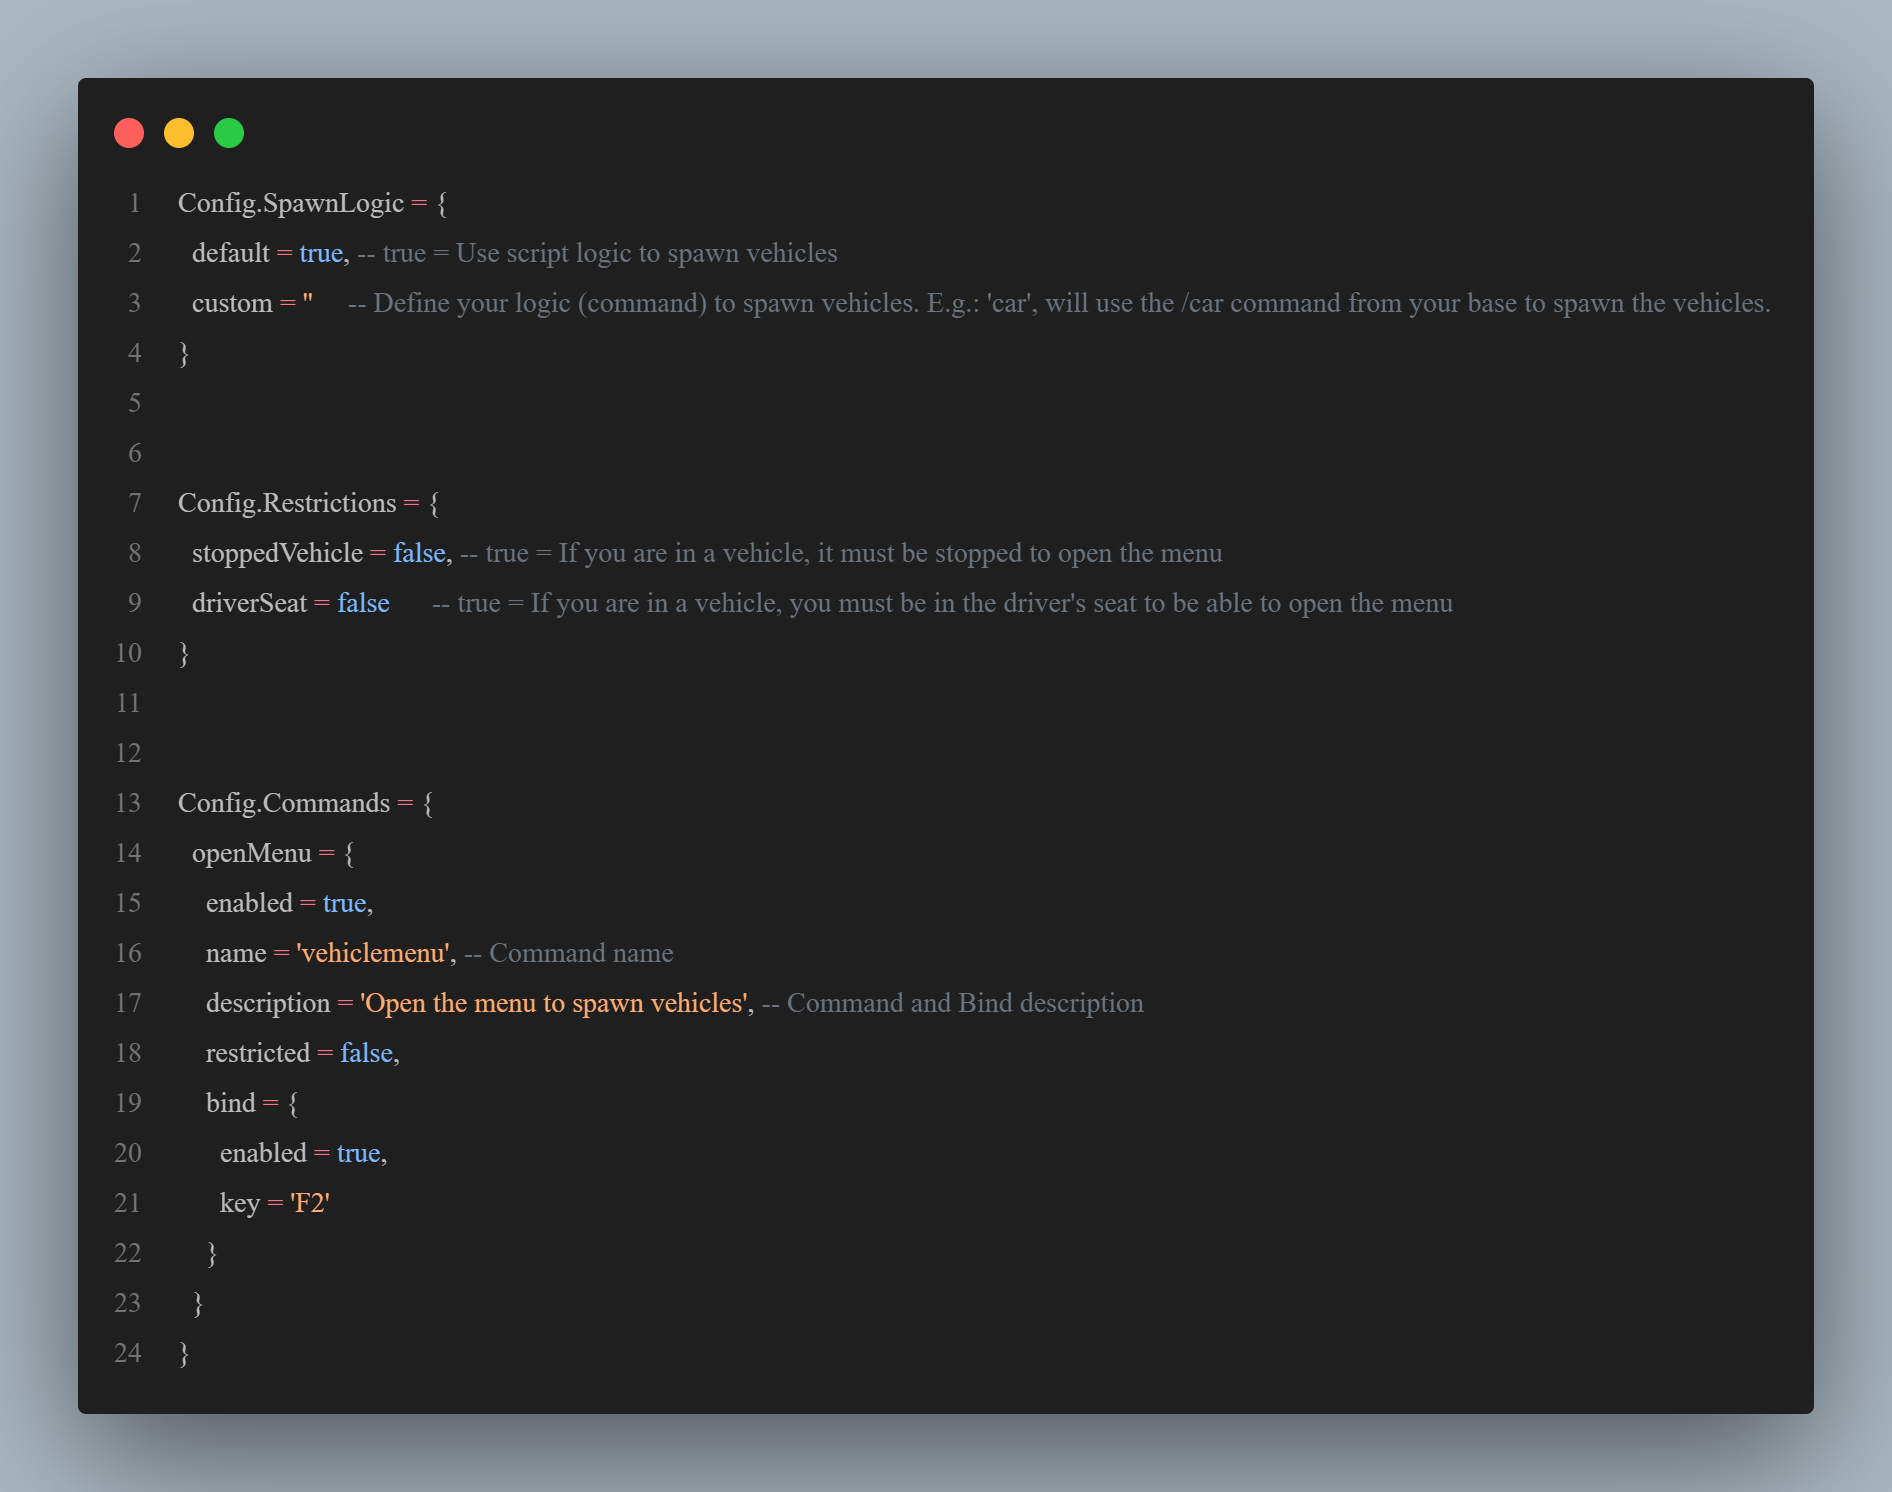 1 Config.SpawnLogic = {
2 default = true, -- true = Use script logic to spawn vehicles
3 custom = '' -- Define your logic (command) to spawn vehicles. E.g.: 'car', will use the /car command from your base to spawn the vehicles.
4 }
5
6
7 Config.Restrictions = {
8 stoppedVehicle = false, -- true = If you are in a vehicle, it must be stopped to open the menu
9 driverSeat = false -- true = If you are in a vehicle, you must be in the driver's seat to be able to open the menu
10 }
11
12
13 Config.Commands = {
14 openMenu = {
15 enabled = true,
16 name = 'vehiclemenu', -- Command name
17 description = 'Open the menu to spawn vehicles', -- Command and Bind description
18 restricted = false,
19 bind = {
20 enabled = true,
21 key = 'F2'
22 }
23 }
24 }